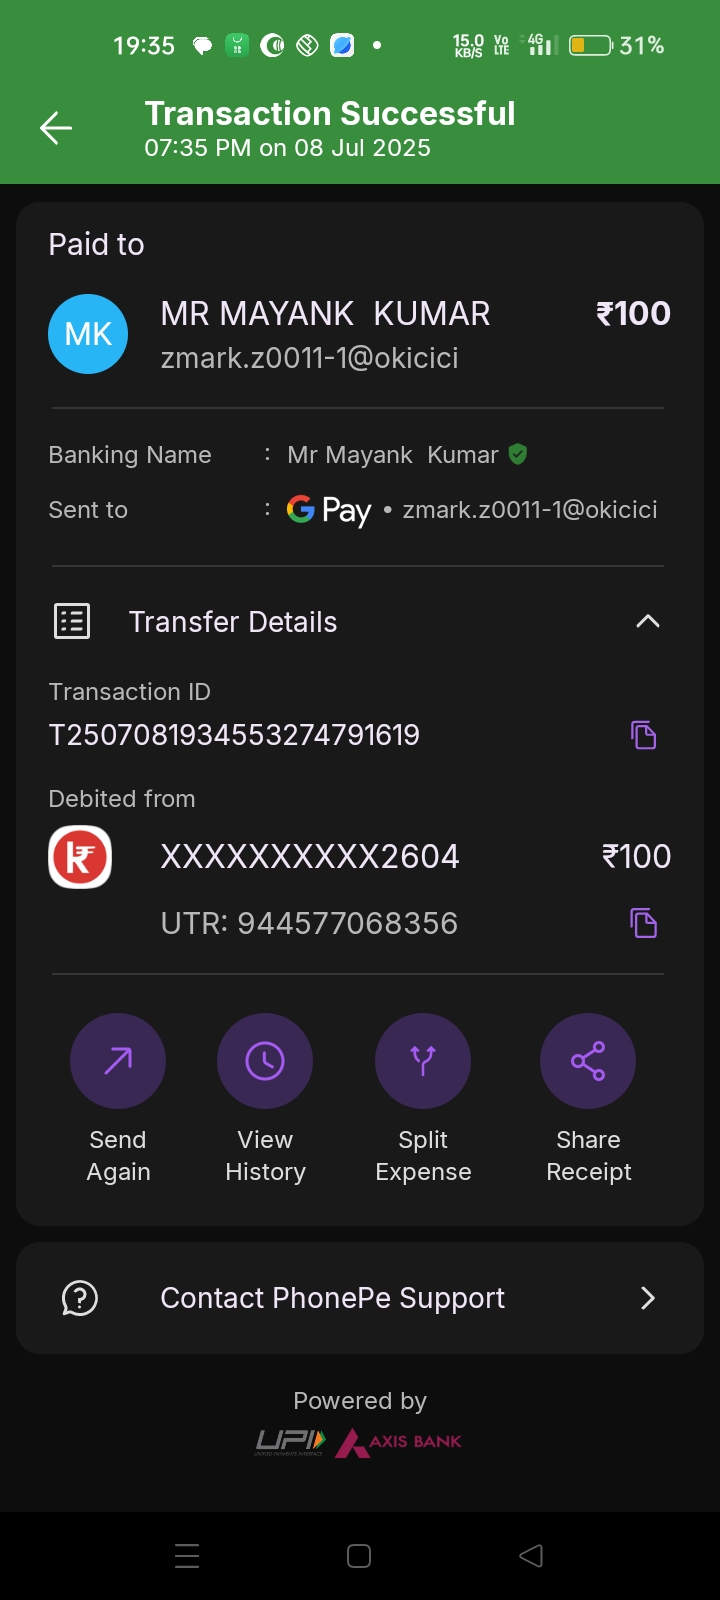 19:35 15.0 KB/S Vo LTE 4G 31%
Transaction Successful
07:35 PM on 08 Jul 2025
Paid to
MK MR MAYANK KUMAR ₹100
zmark.z0011-1@okicici
Banking Name : Mr Mayank Kumar
Sent to : G Pay • zmark.z0011-1@okicici
Transfer Details
Transaction ID
T2507081934553274791619
Debited from
XXXXXXXXXX2604 ₹100
UTR: 944577068356
Send Again
View History
Split Expense
Share Receipt
Contact PhonePe Support
Powered by
UPI AXIS BANK
UNIFIED PAYMENTS INTERFACE